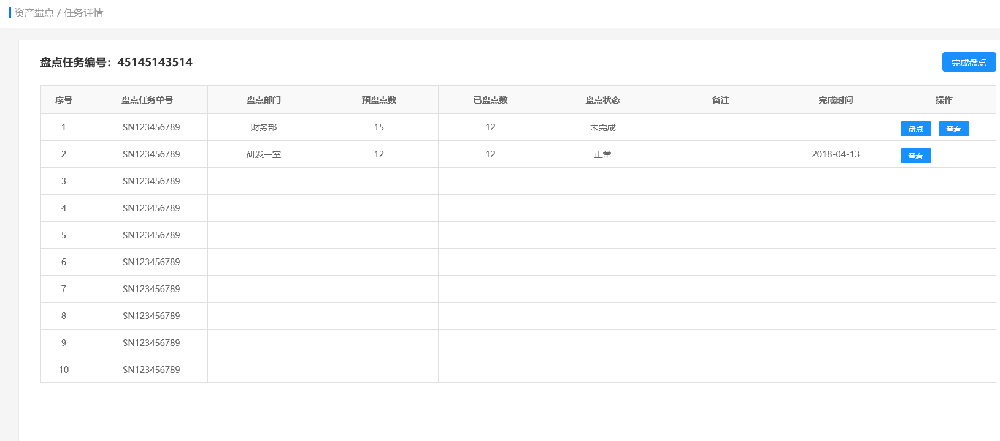 资产盘点 / 任务详情
盘点任务编号：45145143514
完成盘点
序号 盘点任务单号 盘点部门 预盘点数 已盘点数 盘点状态 备注 完成时间 操作
1 SN123456789 财务部 15 12 未完成 盘点 查看
2 SN123456789 研发一室 12 12 正常 2018-04-13 查看
3 SN123456789
4 SN123456789
5 SN123456789
6 SN123456789
7 SN123456789
8 SN123456789
9 SN123456789
10 SN123456789